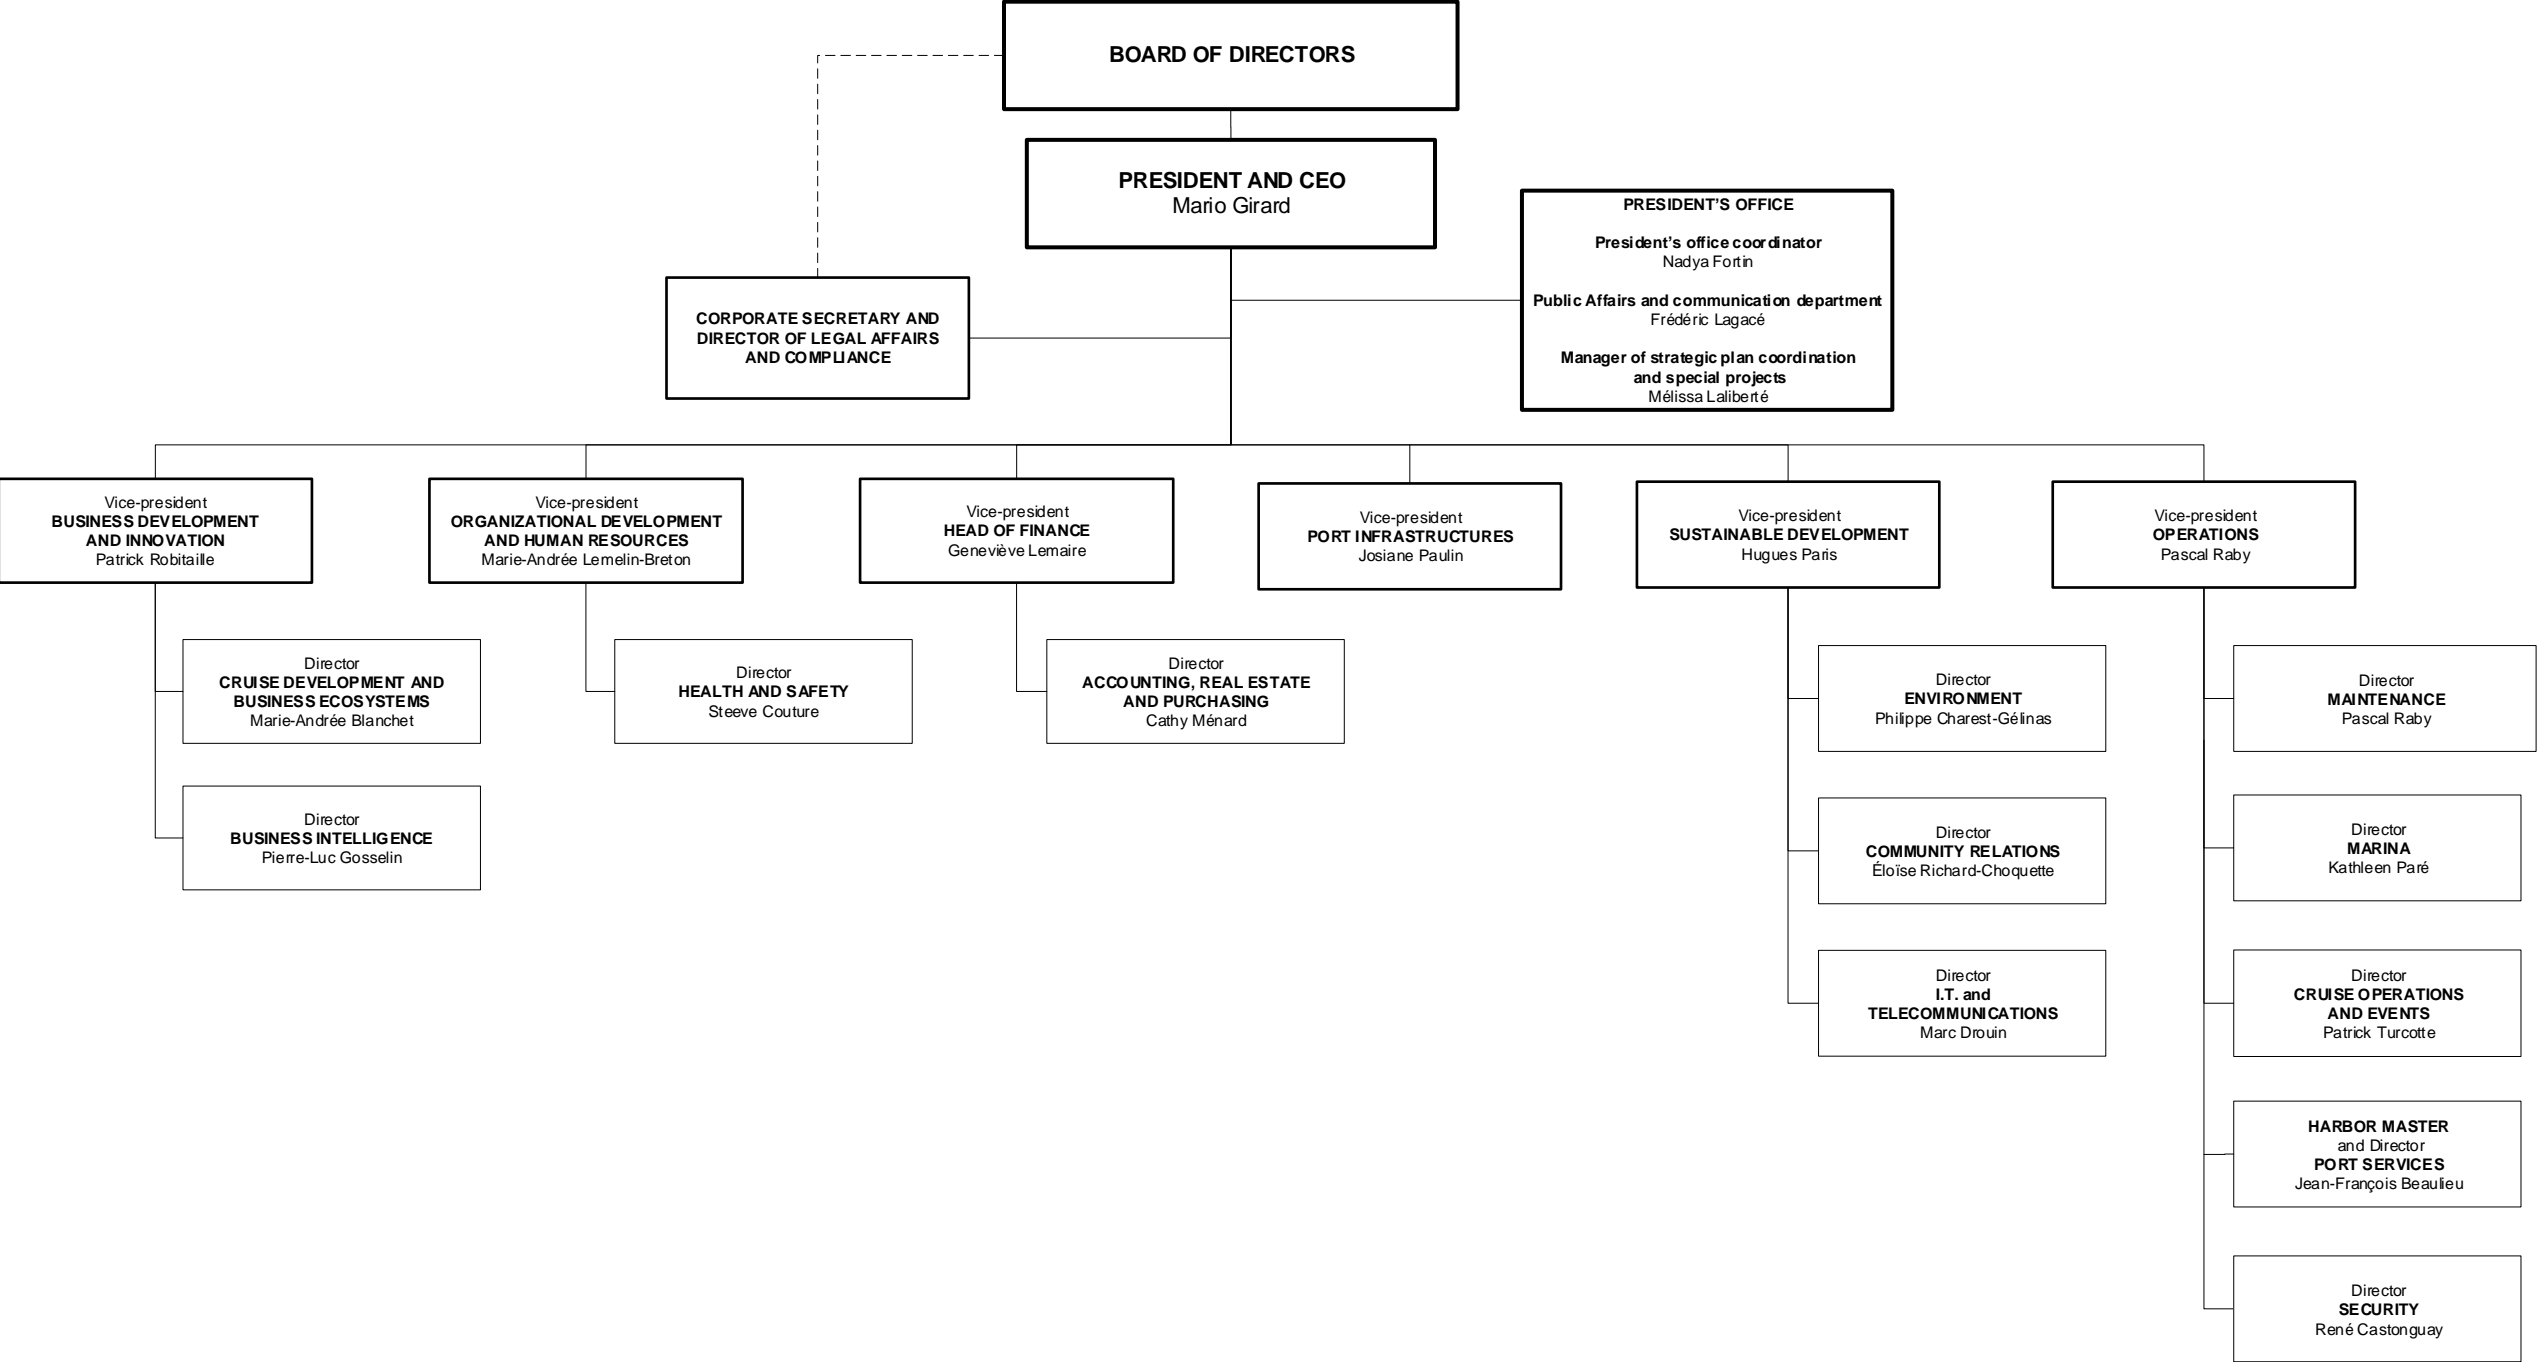 BOARD OF DIRECTORS
PRESIDENT AND CEO
Mario Girard
PRESIDENT’S OFFICE
President’s office coordinator
Nadya Fortin
Public Affairs and communication department
Frédéric Lagacé
Manager of strategic plan coordination
and special projects
Mélissa Laliberté
CORPORATE SECRETARY AND
DIRECTOR OF LEGAL AFFAIRS
AND COMPLIANCE
Vice-president
BUSINESS DEVELOPMENT
AND INNOVATION
Patrick Robitaille
Vice-president
ORGANIZATIONAL DEVELOPMENT
AND HUMAN RESOURCES
Marie-Andrée Lemelin-Breton
Vice-president
HEAD OF FINANCE
Geneviève Lemaire
Vice-president
PORT INFRASTRUCTURES
Josiane Paulin
Vice-president
SUSTAINABLE DEVELOPMENT
Hugues Paris
Vice-president
OPERATIONS
Pascal Raby
Director
CRUISE DEVELOPMENT AND
BUSINESS ECOSYSTEMS
Marie-Andrée Blanchet
Director
HEALTH AND SAFETY
Steeve Couture
Director
ACCOUNTING, REAL ESTATE
AND PURCHASING
Cathy Ménard
Director
ENVIRONMENT
Philippe Charest-Gélinas
Director
MAINTENANCE
Pascal Raby
Director
BUSINESS INTELLIGENCE
Pierre-Luc Gosselin
Director
COMMUNITY RELATIONS
Éloïse Richard-Choquette
Director
MARINA
Kathleen Paré
Director
I.T. and
TELECOMMUNICATIONS
Marc Drouin
Director
CRUISE OPERATIONS
AND EVENTS
Patrick Turcotte
HARBOR MASTER
and Director
PORT SERVICES
Jean-François Beaulieu
Director
SECURITY
René Castonguay